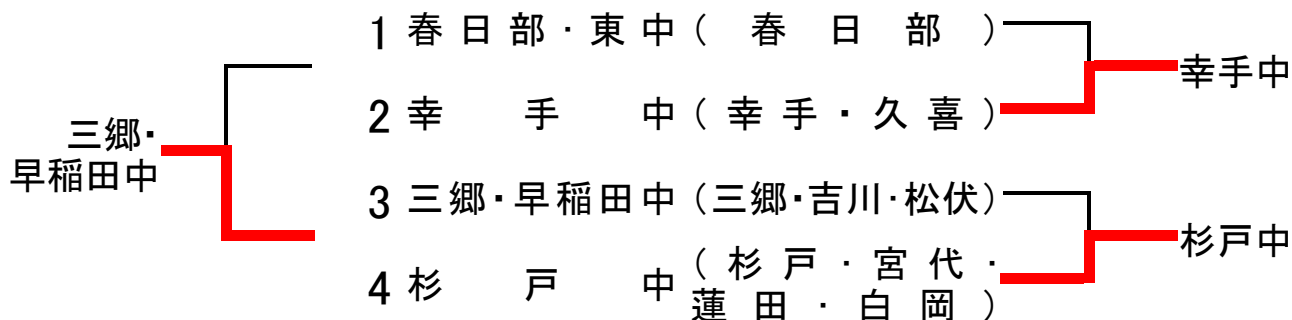 1 春日部・東中(春日部)
幸手中
2 幸手中(幸手・久喜)
三郷・
早稲田中
3 三郷・早稲田中(三郷・吉川・松伏)
杉戸中
4 杉戸中(杉戸・宮代・
蓮田・白岡)